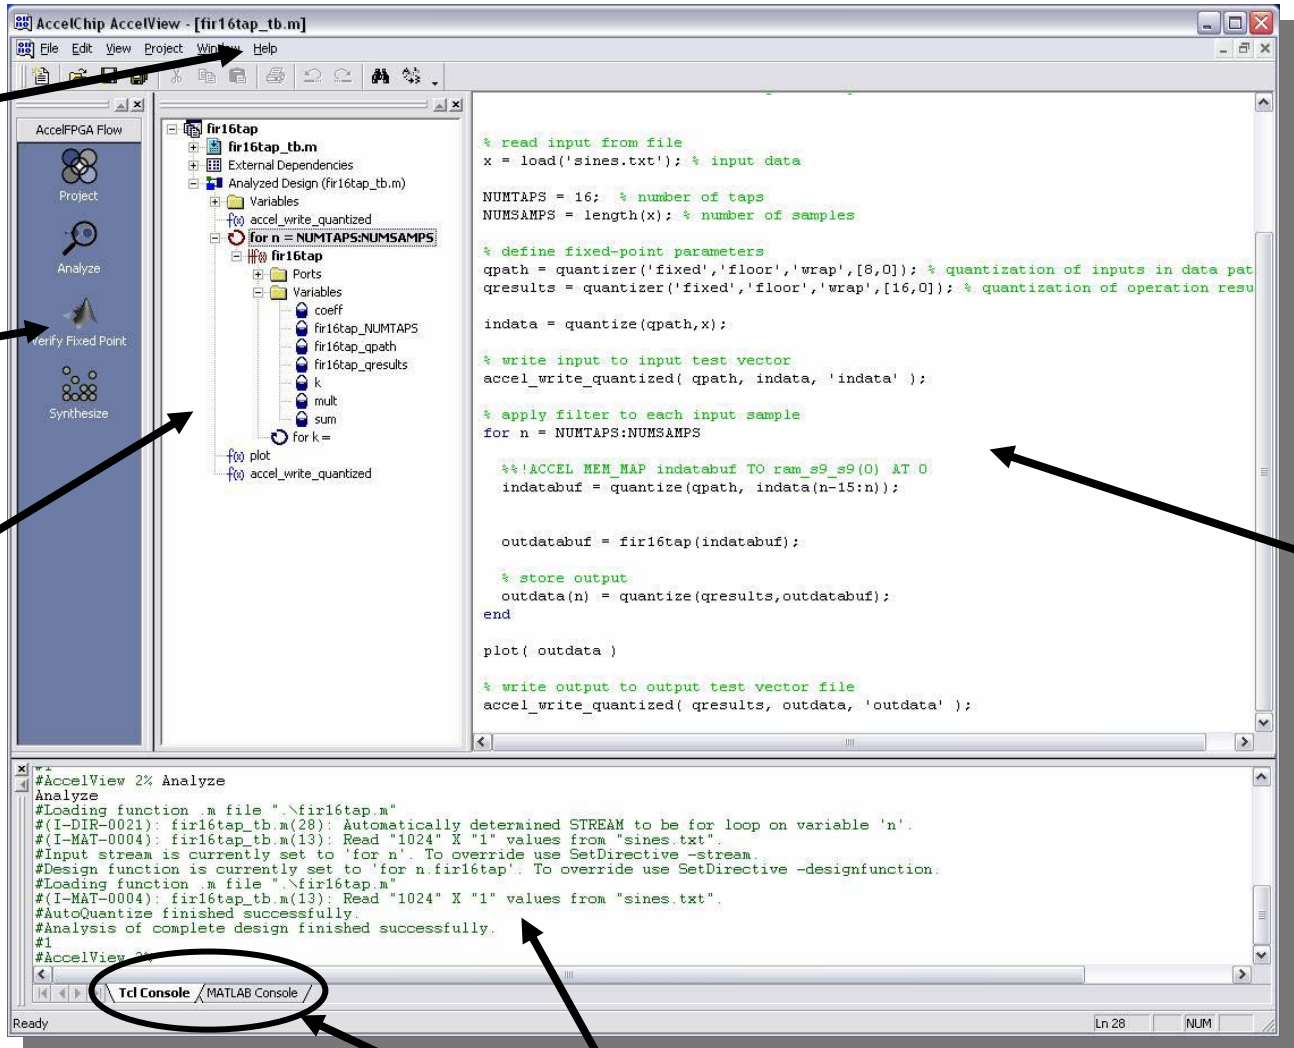 AccelChip AccelView - [fir16tap_tb.m]
File Edit View Project Window Help
AccelFPGA Flow
Project
Analyze
Verify Fixed Point
Synthesize
fir16tap
fir16tap_tb.m
External Dependencies
Analyzed Design (fir16tap_tb.m)
Variables
f(x) accel_write_quantized
for n = NUMTAPS:NUMSAMPS
fir16tap
Ports
Variables
coeff
fir16tap_NUMTAPS
fir16tap_qpath
fir16tap_qresults
k
mult
sum
for k =
f(x) plot
f(x) accel_write_quantized
% read input from file
x = load('sines.txt'); % input data
NUMTAPS = 16; % number of taps
NUMSAMPS = length(x); % number of samples
% define fixed-point parameters
qpath = quantizer('fixed','floor','wrap',[8,0]); % quantization of inputs in data pat
qresults = quantizer('fixed','floor','wrap',[16,0]); % quantization of operation resu
indata = quantize(qpath,x);
% write input to input test vector
accel_write_quantized( qpath, indata, 'indata' );
% apply filter to each input sample
for n = NUMTAPS:NUMSAMPS
%%!ACCEL MEM_MAP indatabuf TO ram_s9_s9(0) AT 0
indatabuf = quantize(qpath, indata(n-15:n));
outdatabuf = fir16tap(indatabuf);
% store output
outdata(n) = quantize(qresults,outdatabuf);
end
plot( outdata )
% write output to output test vector file
accel_write_quantized( qresults, outdata, 'outdata' );
#1
#AccelView 2% Analyze
Analyze
#Loading function .m file ".\fir16tap.m"
#(I-DIR-0021): fir16tap_tb.m(28): Automatically determined STREAM to be for loop on variable 'n'.
#(I-MAT-0004): fir16tap_tb.m(13): Read "1024" X "1" values from "sines.txt".
#Input stream is currently set to 'for n'. To override use SetDirective -stream.
#Design function is currently set to 'for n.fir16tap'. To override use SetDirective -designfunction.
#Loading function .m file ".\fir16tap.m"
#(I-MAT-0004): fir16tap_tb.m(13): Read "1024" X "1" values from "sines.txt".
#AutoQuantize finished successfully.
#Analysis of complete design finished successfully.
#1
#AccelView 3%
Tcl Console MATLAB Console
Ready Ln 28 NUM